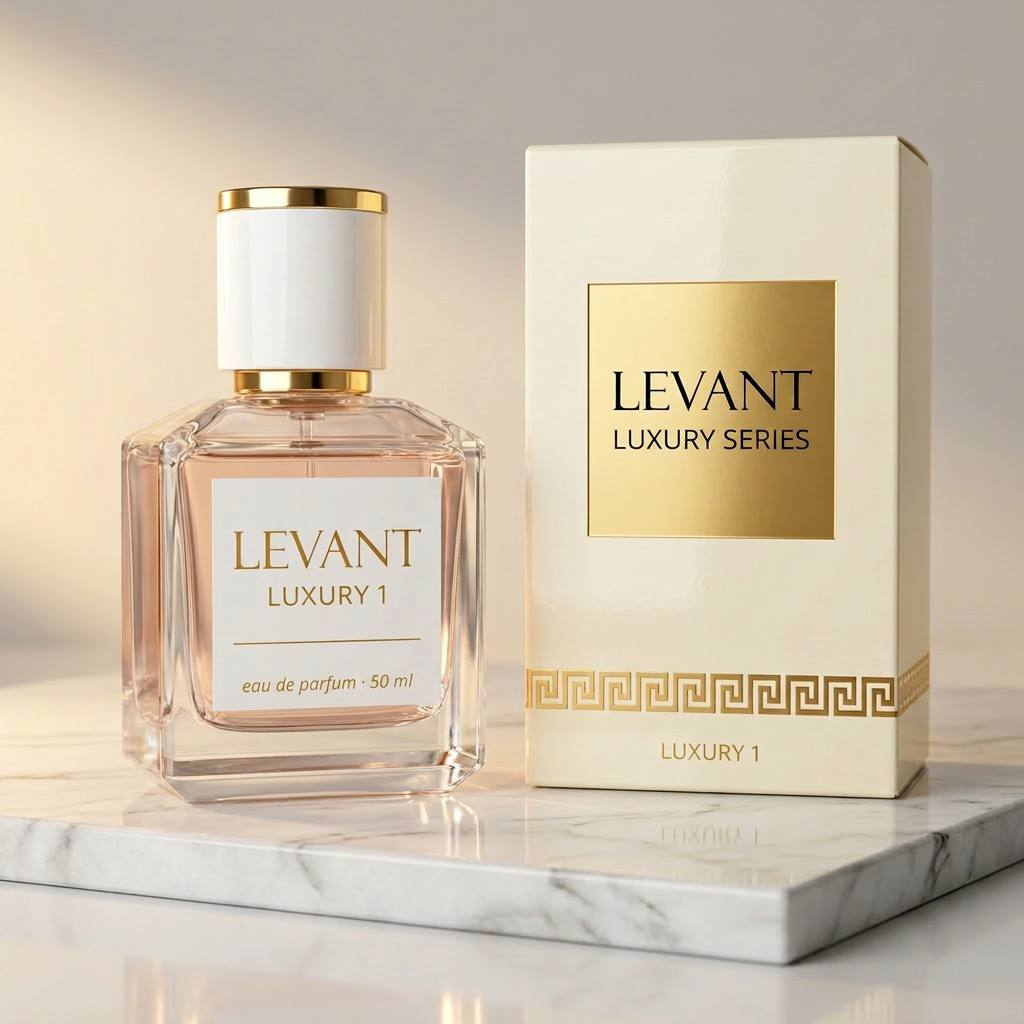 LEVANT
LUXURY 1
eau de parfum · 50 ml
LEVANT
LUXURY SERIES
LUXURY 1